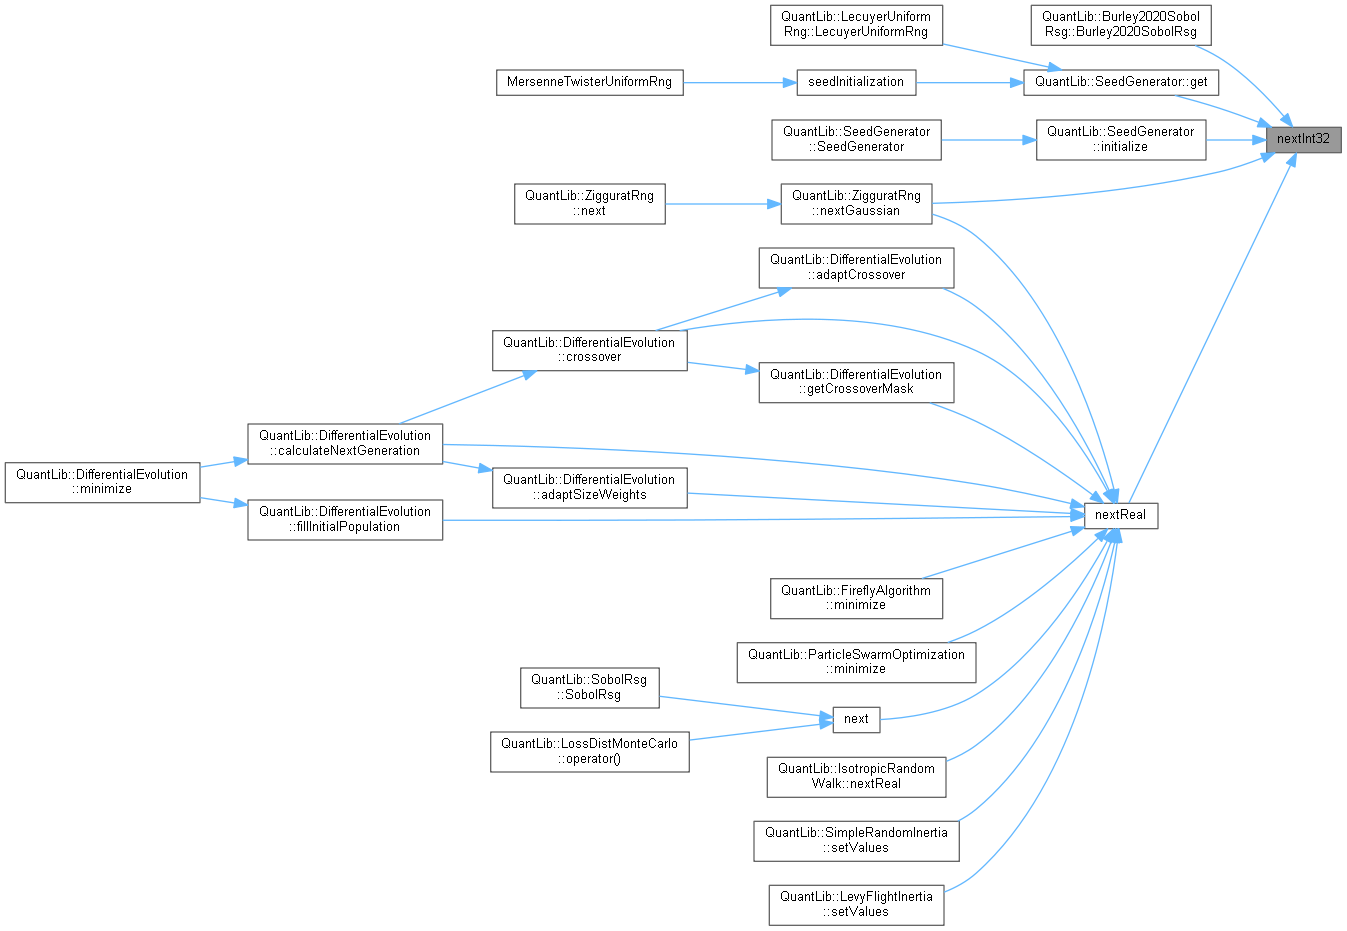 QuantLib::LecuyerUniform
Rng::LecuyerUniformRng
QuantLib::Burley2020Sobol
Rsg::Burley2020SobolRsg
MersenneTwisterUniformRng
seedInitialization
QuantLib::SeedGenerator::get
QuantLib::SeedGenerator
::SeedGenerator
QuantLib::SeedGenerator
::initialize
nextInt32
QuantLib::ZigguratRng
::next
QuantLib::ZigguratRng
::nextGaussian
QuantLib::DifferentialEvolution
::adaptCrossover
QuantLib::DifferentialEvolution
::crossover
QuantLib::DifferentialEvolution
::getCrossoverMask
QuantLib::DifferentialEvolution
::calculateNextGeneration
QuantLib::DifferentialEvolution
::minimize
QuantLib::DifferentialEvolution
::adaptSizeWeights
QuantLib::DifferentialEvolution
::fillInitialPopulation
nextReal
QuantLib::FireflyAlgorithm
::minimize
QuantLib::ParticleSwarmOptimization
::minimize
QuantLib::SobolRsg
::SobolRsg
next
QuantLib::LossDistMonteCarlo
::operator()
QuantLib::IsotropicRandom
Walk::nextReal
QuantLib::SimpleRandomInertia
::setValues
QuantLib::LevyFlightInertia
::setValues